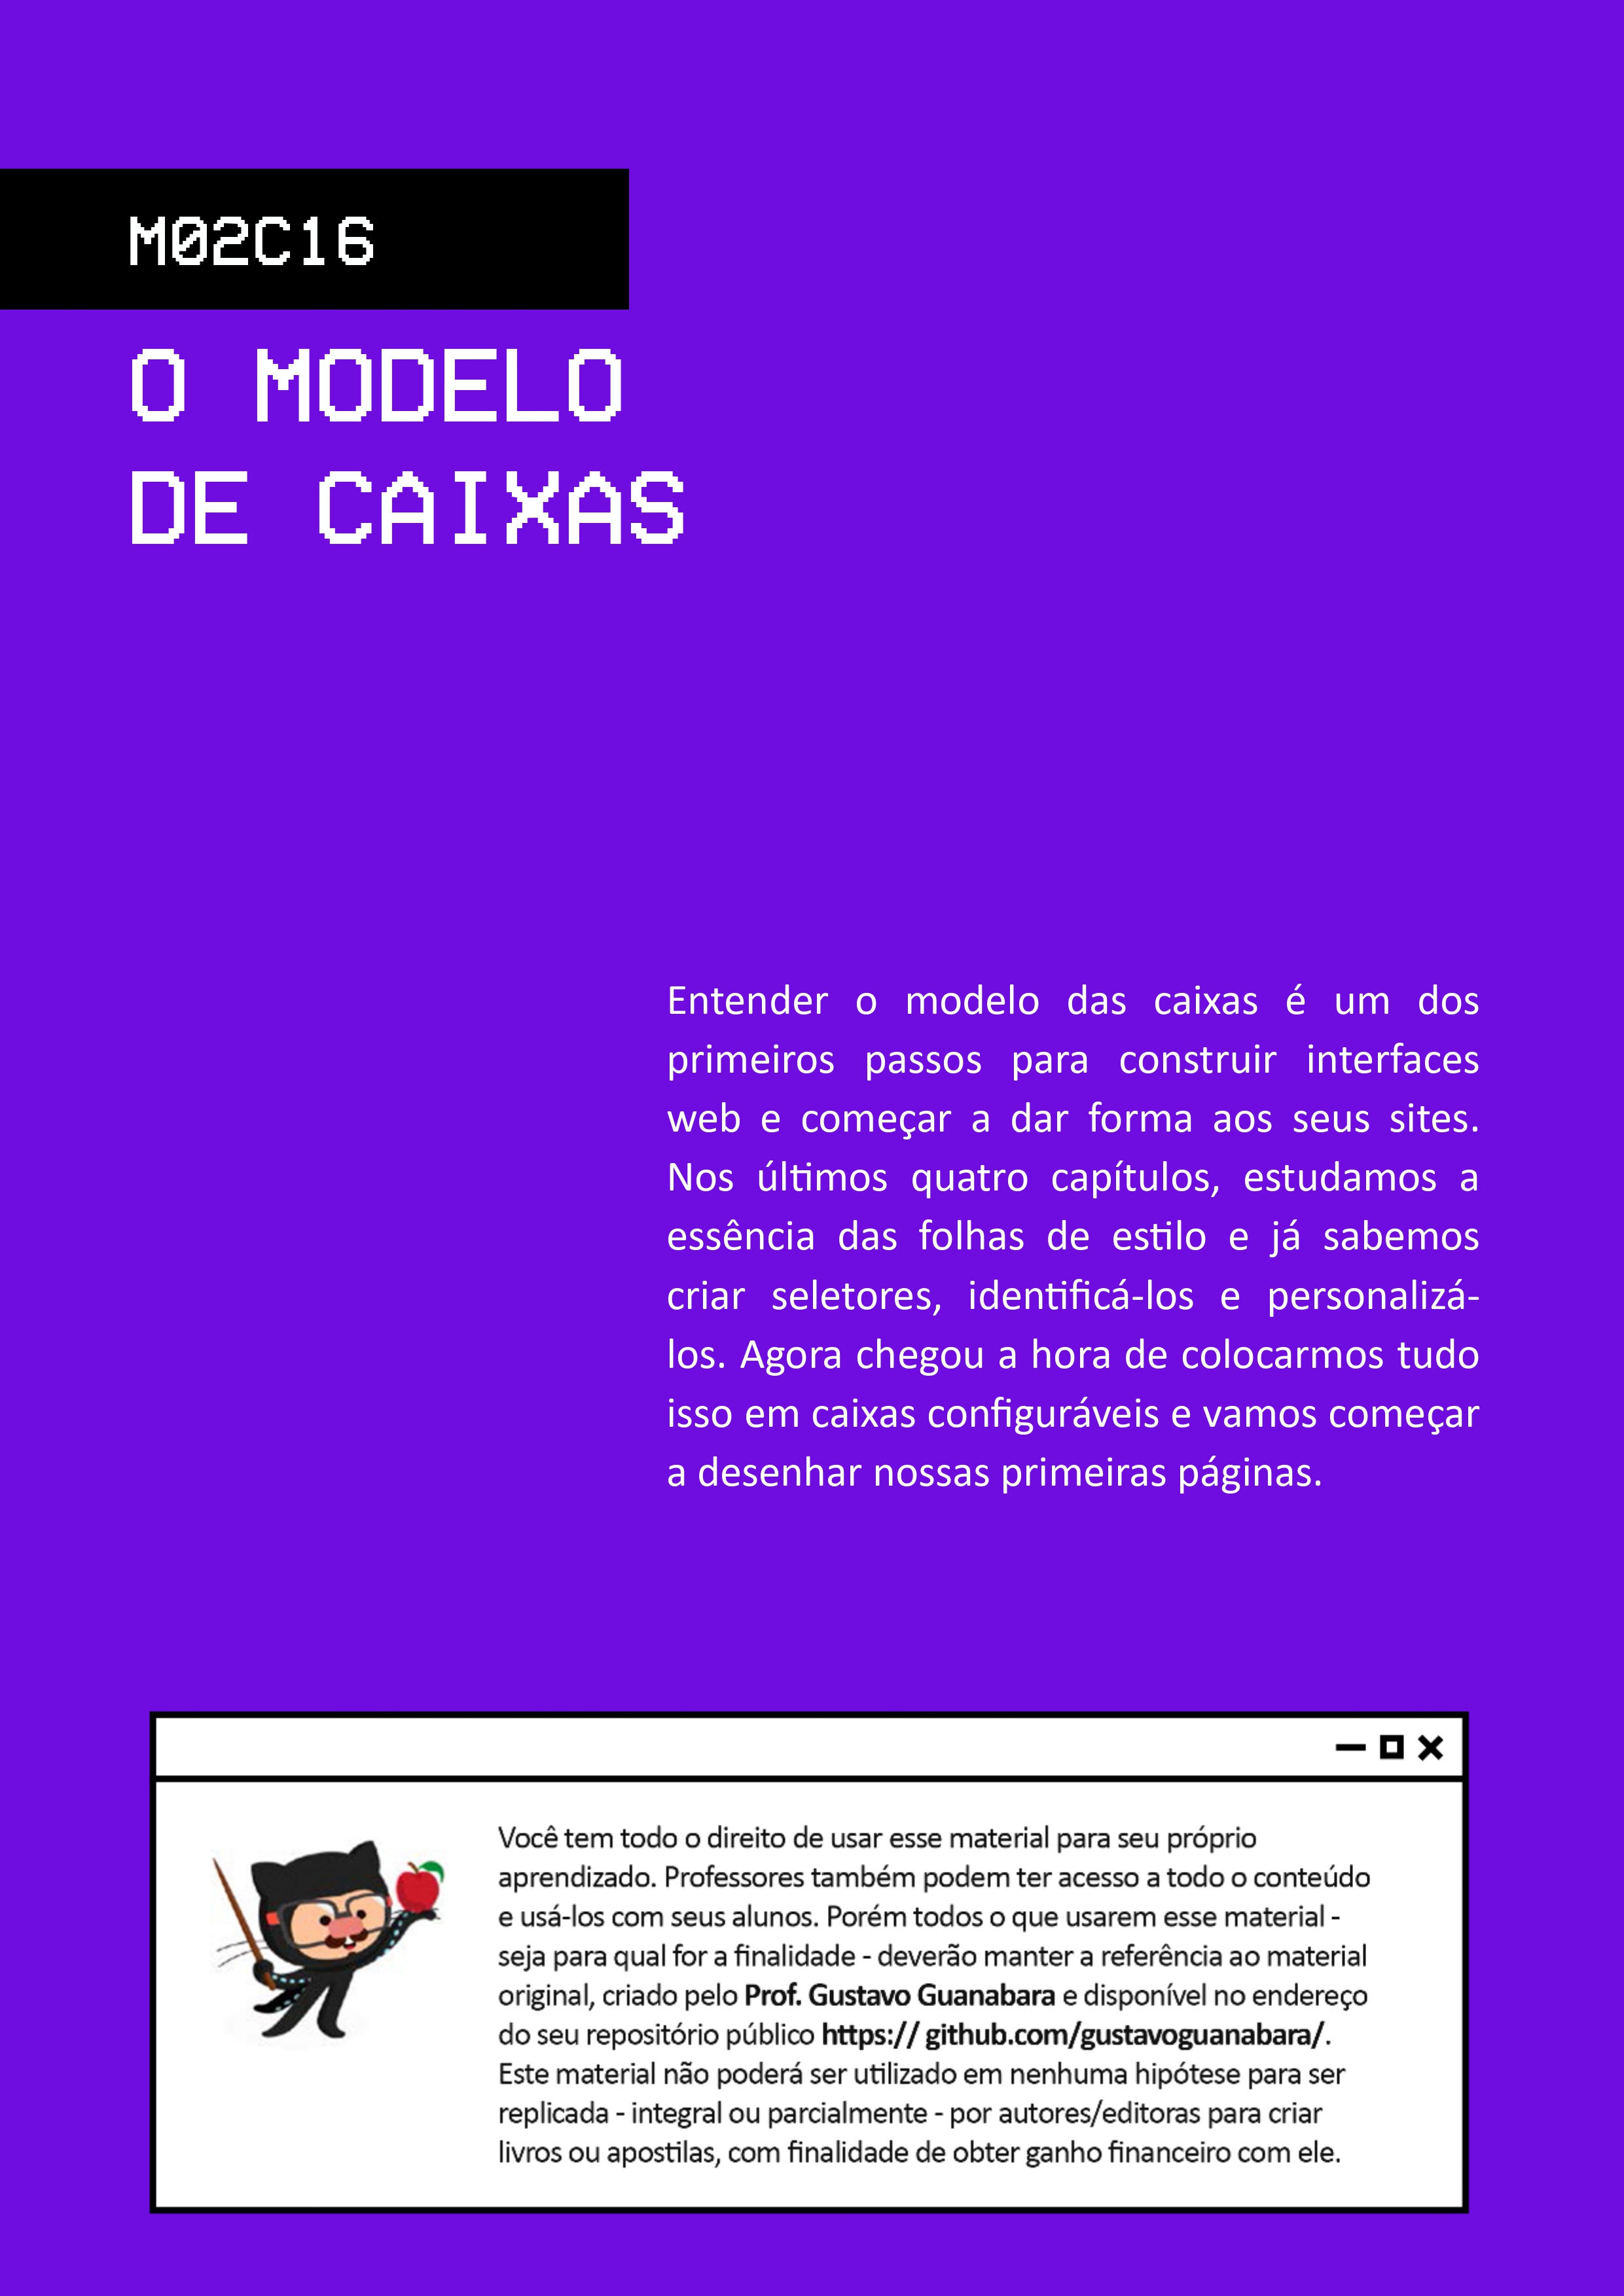 M02C16
O MODELO
DE CAIXAS
Entender o modelo das caixas é um dos
primeiros passos para construir interfaces
web e começar a dar forma aos seus sites.
Nos últimos quatro capítulos, estudamos a
essência das folhas de estilo e já sabemos
criar seletores, identificá-los e personalizá-
los. Agora chegou a hora de colocarmos tudo
isso em caixas configuráveis e vamos começar
a desenhar nossas primeiras páginas.
Você tem todo o direito de usar esse material para seu próprio
aprendizado. Professores também podem ter acesso a todo o conteúdo
e usá-los com seus alunos. Porém todos o que usarem esse material -
seja para qual for a finalidade - deverão manter a referência ao material
original, criado pelo Prof. Gustavo Guanabara e disponível no endereço
do seu repositório público https:// github.com/gustavoguanabara/.
Este material não poderá ser utilizado em nenhuma hipótese para ser
replicada - integral ou parcialmente - por autores/editoras para criar
livros ou apostilas, com finalidade de obter ganho financeiro com ele.